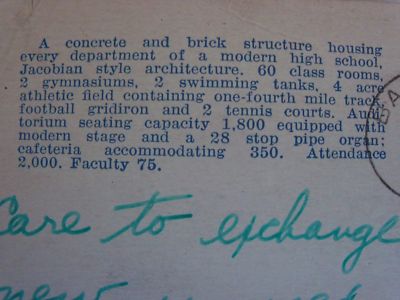 A concrete and brick structure housing
every department of a modern high school,
Jacobian style architecture. 60 class rooms,
2 gymnasiums, 2 swimming tanks, 4 acre
athletic field containing one-fourth mile track,
football gridiron and 2 tennis courts. Aud-
itorium seating capacity 1,800 equipped with
modern stage and a 28 stop pipe organ;
cafeteria accommodating 350. Attendance
2,000. Faculty 75.
Care to exchange